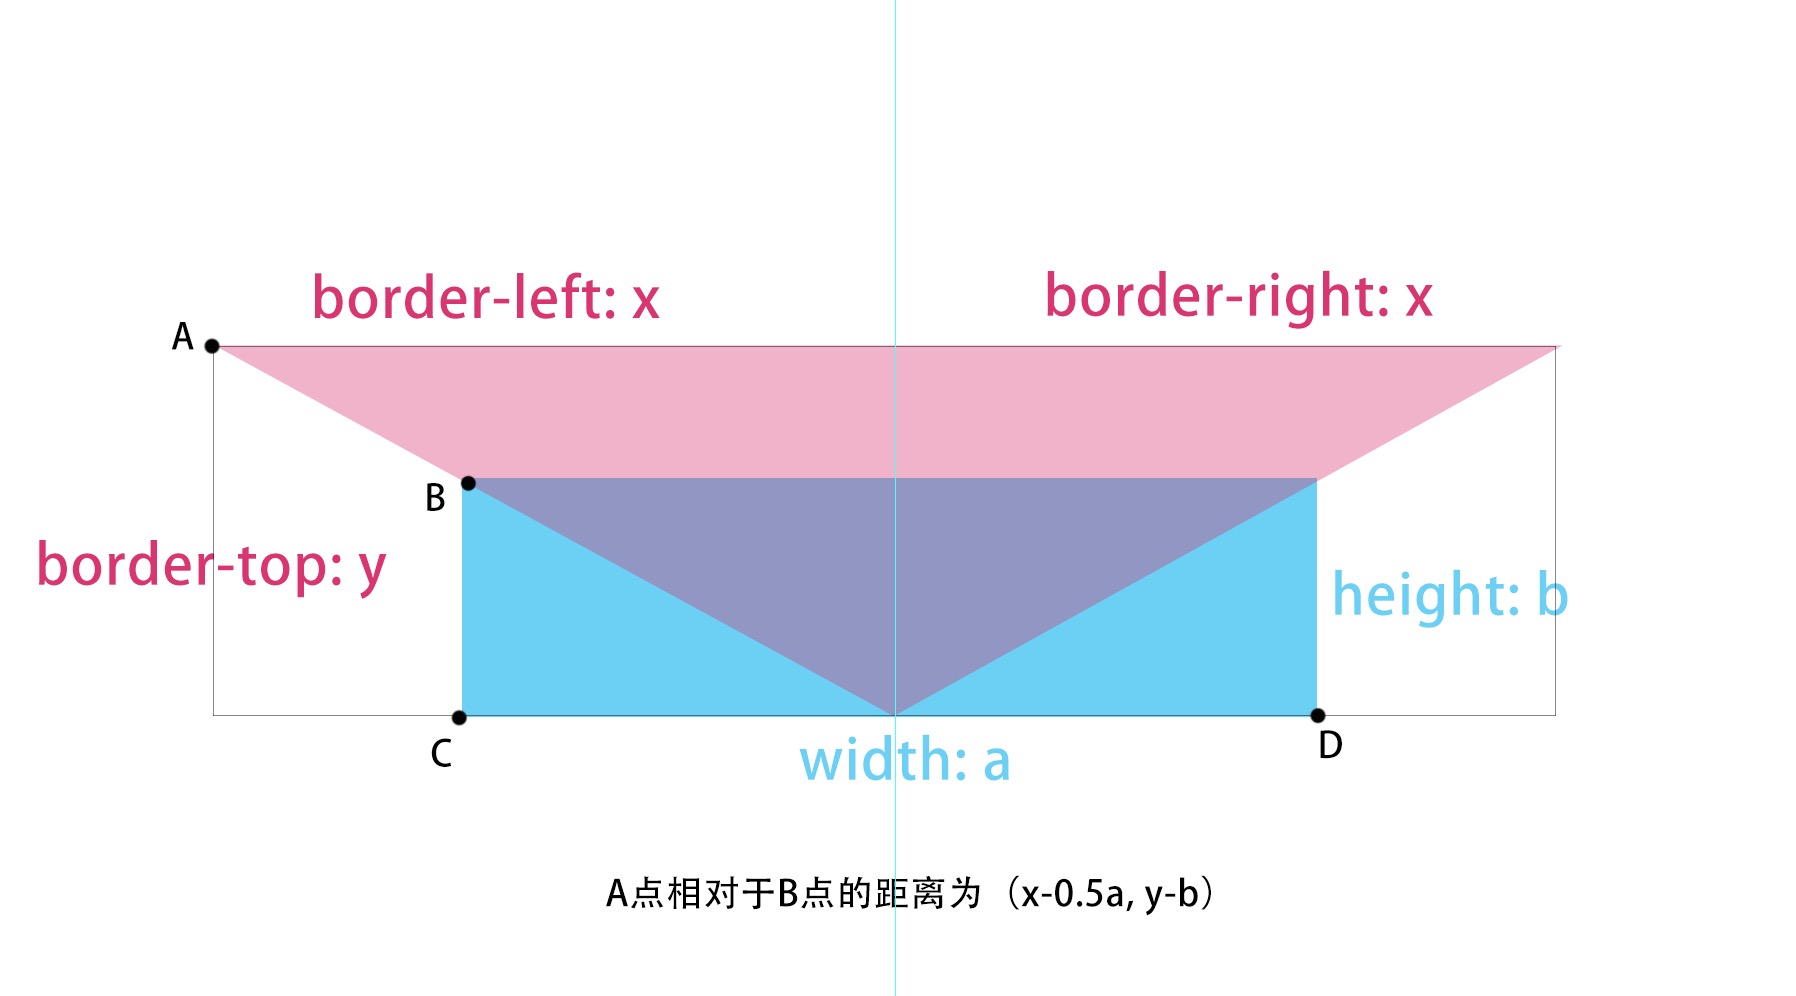 border-left: x
border-right: x
A
B
border-top: y
height: b
C
D
width: a
A点相对于B点的距离为（x-0.5a, y-b）